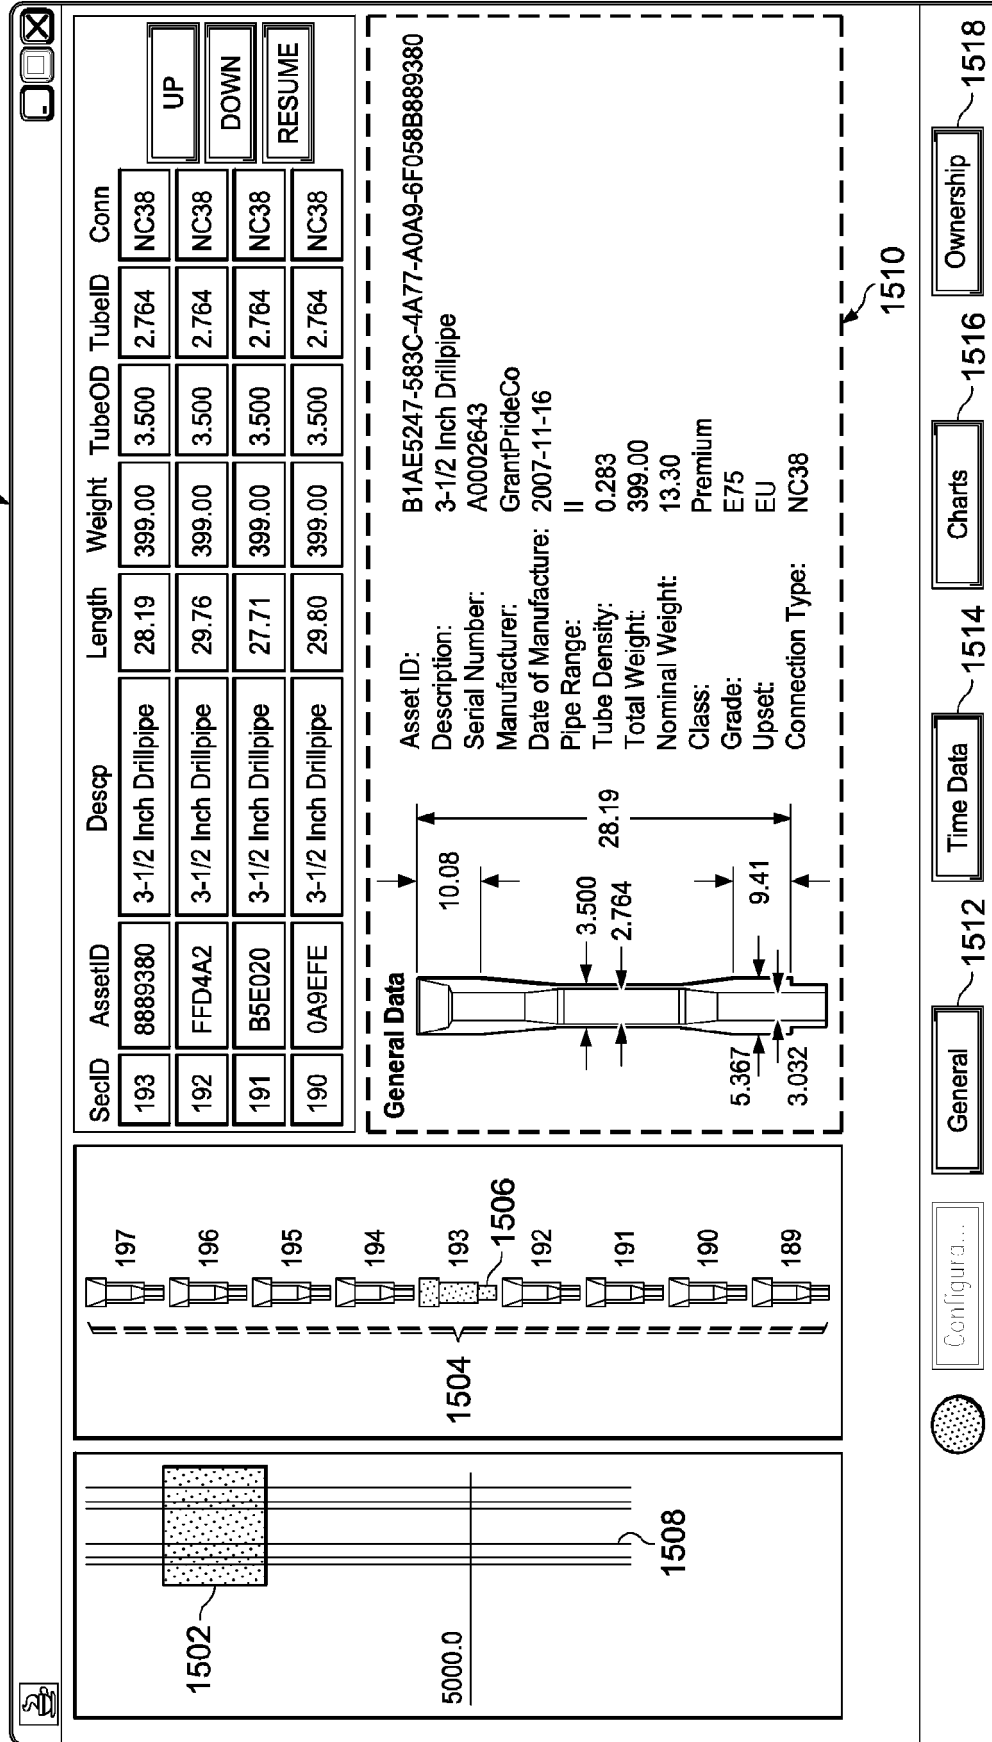 1502
5000.0
1508
1504
197
196
195
194
193
1506
192
191
190
189
SecID AssetID Descp Length Weight TubeOD TubeID Conn
193 8889380 3-1/2 Inch Drillpipe 28.19 399.00 3.500 2.764 NC38
192 FFD4A2 3-1/2 Inch Drillpipe 29.76 399.00 3.500 2.764 NC38
191 B5E020 3-1/2 Inch Drillpipe 27.71 399.00 3.500 2.764 NC38
190 0A9EFE 3-1/2 Inch Drillpipe 29.80 399.00 3.500 2.764 NC38
UP
DOWN
RESUME
General Data
10.08
3.500
2.764
28.19
9.41
5.367
3.032
Asset ID: B1AE5247-583C-4A77-A0A9-6F058B889380
Description: 3-1/2 Inch Drillpipe
Serial Number: A0002643
Manufacturer: GrantPrideCo
Date of Manufacture: 2007-11-16
Pipe Range: II
Tube Density: 0.283
Total Weight: 399.00
Nominal Weight: 13.30
Class: Premium
Grade: E75
Upset: EU
Connection Type: NC38
1510
Configura...
General
1512
Time Data
1514
Charts
1516
Ownership
1518